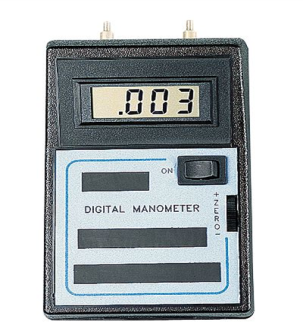 .003
ON
DIGITAL MANOMETER
+ZERO-